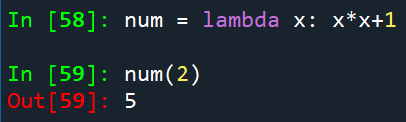 In [58]: num = lambda x: x*x+1
In [59]: num(2)
Out[59]: 5